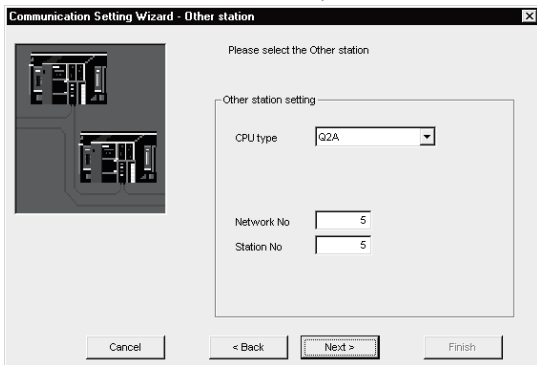 Communication Setting Wizard - Other station
Please select the Other station
Other station setting
CPU type Q2A
Network No 5
Station No 5
Cancel < Back Next > Finish